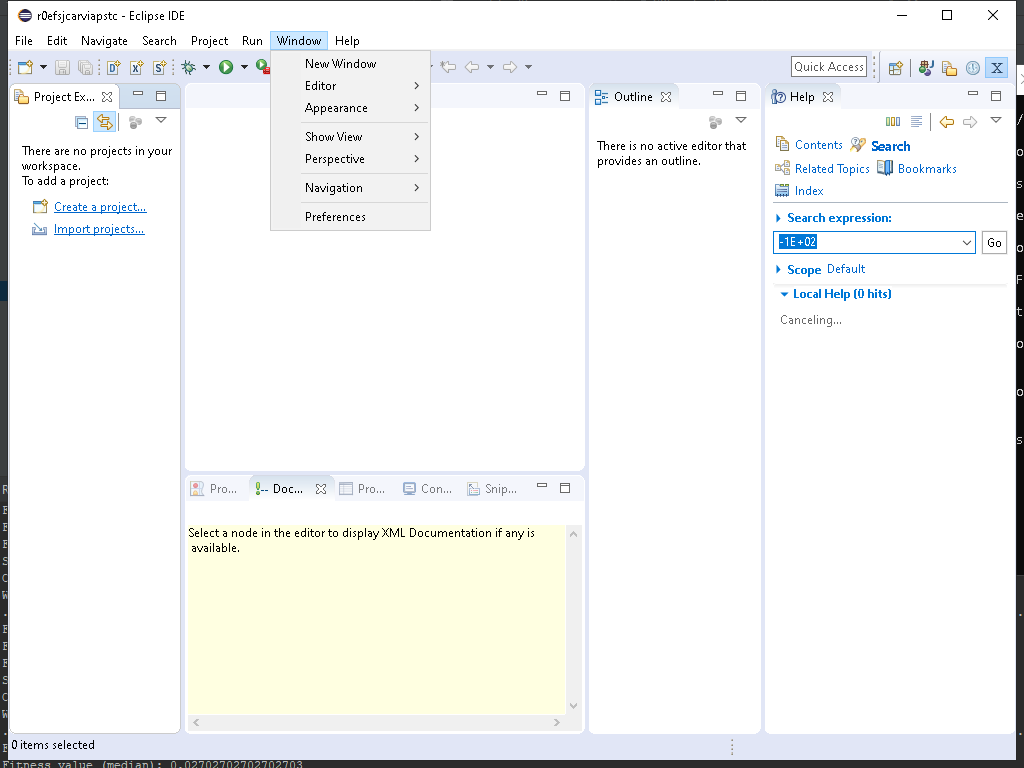 r0efsjcarviapstc - Eclipse IDE
File Edit Navigate Search Project Run Window Help
New Window
Editor
Appearance
Show View
Perspective
Navigation
Preferences
Quick Access
Project Ex...
There are no projects in your
workspace.
To add a project:
Create a project...
Import projects...
Outline
There is no active editor that
provides an outline.
Help
Contents Search
Related Topics Bookmarks
Index
Search expression:
-1E+02
Go
Scope Default
Local Help (0 hits)
Canceling...
Pro... Doc... Pro... Con... Snip...
Select a node in the editor to display XML Documentation if any is
available.
0 items selected
Fitness value (median): 0.02702702702702703